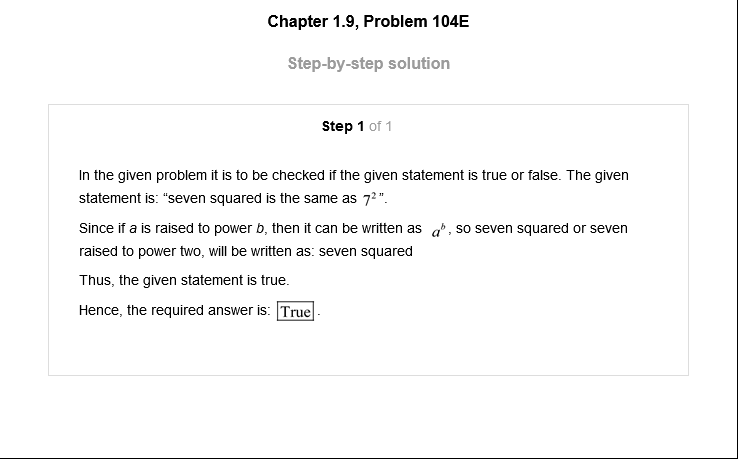 Chapter 1.9, Problem 104E
Step-by-step solution
Step 1 of 1
In the given problem it is to be checked if the given statement is true or false. The given
statement is: “seven squared is the same as 7²”.
Since if a is raised to power b, then it can be written as aᵇ, so seven squared or seven
raised to power two, will be written as: seven squared
Thus, the given statement is true.
Hence, the required answer is: True.